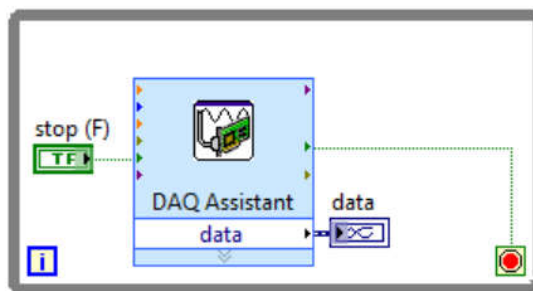 stop (F)
TF
DAQ Assistant
data
data
i